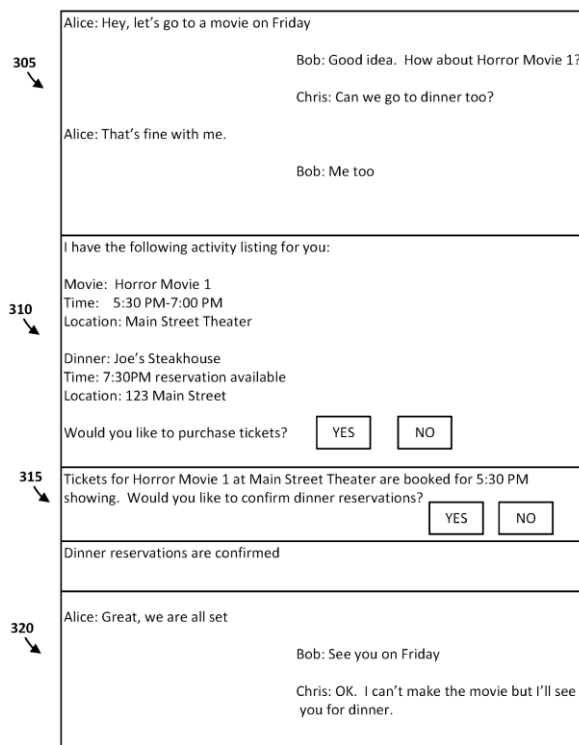 Alice: Hey, let's go to a movie on Friday
305
Bob: Good idea.  How about Horror Movie 1?
Chris: Can we go to dinner too?
Alice: That's fine with me.
Bob: Me too
I have the following activity listing for you:
Movie:  Horror Movie 1
Time:   5:30 PM-7:00 PM
310
Location: Main Street Theater
Dinner: Joe's Steakhouse
Time: 7:30PM reservation available
Location: 123 Main Street
Would you like to purchase tickets? YES NO
315
Tickets for Horror Movie 1 at Main Street Theater are booked for 5:30 PM
showing.  Would you like to confirm dinner reservations?
YES NO
Dinner reservations are confirmed
Alice: Great, we are all set
320
Bob: See you on Friday
Chris: OK.  I can't make the movie but I'll see
you for dinner.